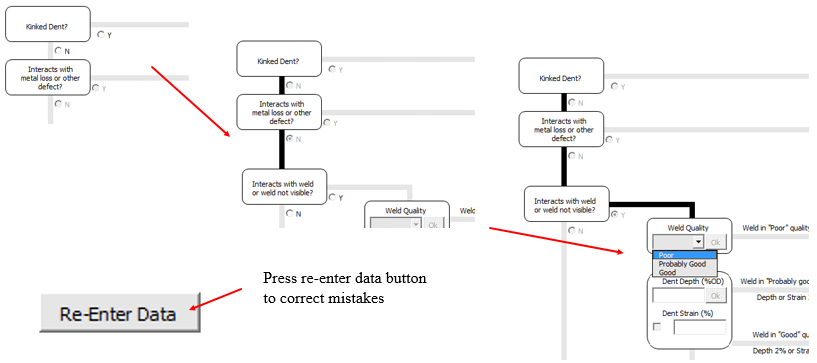 Kinked Dent?
Y
N
Interacts with
metal loss or other
defect?
Y
N
Kinked Dent?
Y
N
Interacts with
metal loss or other
defect?
Y
N
Interacts with weld
or weld not visible?
Y
N
Weld Quality
Weld
Ok
Kinked Dent?
Y
N
Interacts with
metal loss or other
defect?
Y
N
Interacts with weld
or weld not visible?
Y
N
Weld Quality
Ok
Weld in "Poor" quality
Poor
Probably Good
Good
Dent Depth (%OD)
Ok
Weld in "Probably goo
Depth or Strain
Dent Strain (%)
Weld in "Good" qu
Depth 2% or Stra
Press re-enter data button
to correct mistakes
Re-Enter Data